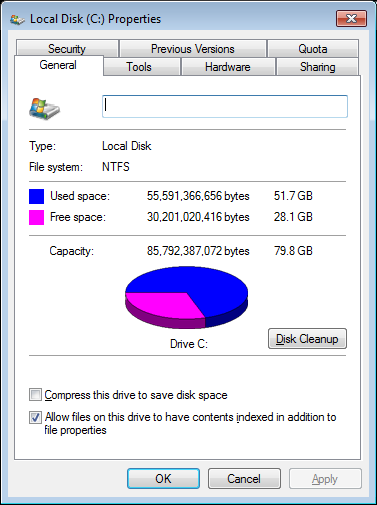 Local Disk (C:) Properties
Security Previous Versions Quota
General Tools Hardware Sharing
Type: Local Disk
File system: NTFS
Used space: 55,591,366,656 bytes 51.7 GB
Free space: 30,201,020,416 bytes 28.1 GB
Capacity: 85,792,387,072 bytes 79.8 GB
Drive C:
Disk Cleanup
Compress this drive to save disk space
Allow files on this drive to have contents indexed in addition to
file properties
OK Cancel Apply